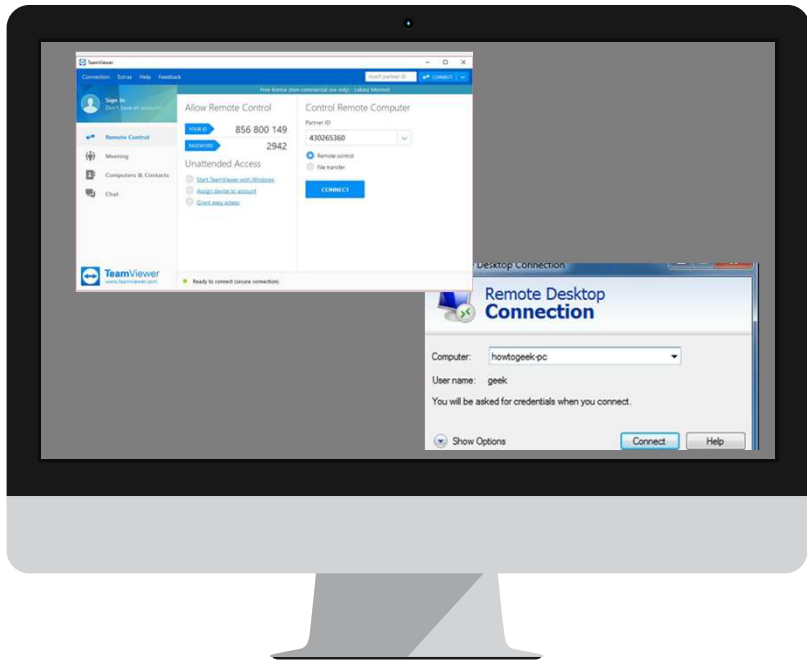 TeamViewer
Connection Extras Help Feedback
Insert partner ID
CONNECT
Free license (non-commercial use only) -
Sign In
Don't have an account?
Remote Control
Meeting
Computers & Contacts
Chat
TeamViewer
www.teamviewer.com
Allow Remote Control
YOUR ID 856 800 149
PASSWORD 2942
Unattended Access
Start TeamViewer with Windows
Assign device to account
Grant easy access
Ready to connect (secure connection)
Control Remote Computer
Partner ID
430265360
Remote control
File transfer
CONNECT
Desktop Connection
Remote Desktop
Connection
Computer: howtogeek-pc
User name: geek
You will be asked for credentials when you connect.
Show Options Connect Help